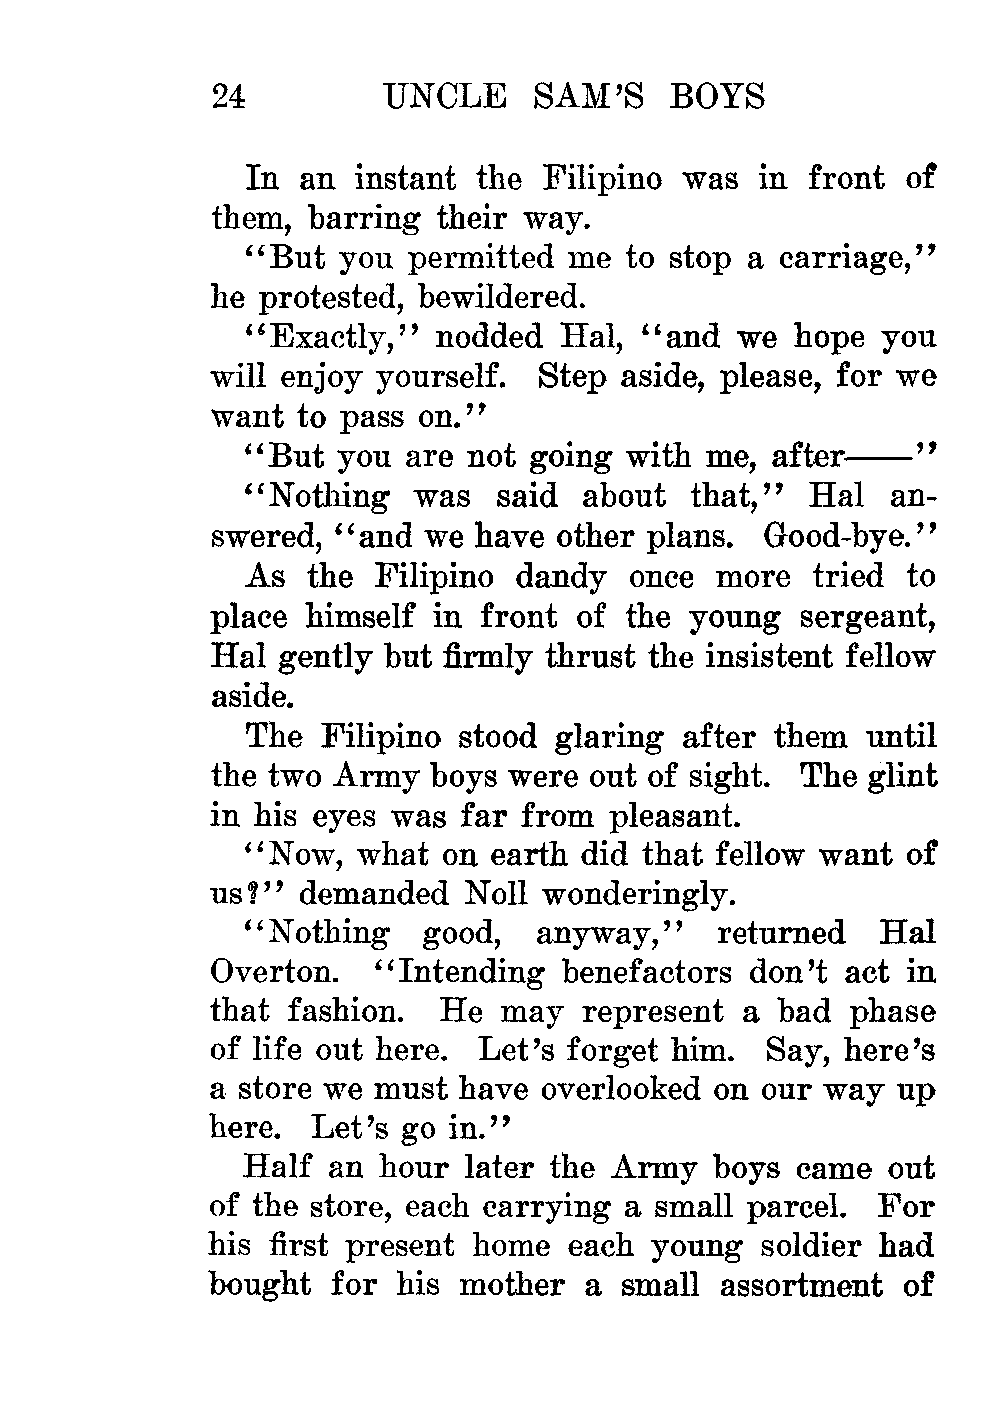 24 UNCLE SAM'S BOYS
In an instant the Filipino was in front of
them, barring their way.
"But you permitted me to stop a carriage,"
he protested, bewildered.
"Exactly," nodded Hal, "and we hope you
will enjoy yourself. Step aside, please, for we
want to pass on."
"But you are not going with me, after——"
"Nothing was said about that," Hal an-
swered, "and we have other plans. Good-bye."
As the Filipino dandy once more tried to
place himself in front of the young sergeant,
Hal gently but firmly thrust the insistent fellow
aside.
The Filipino stood glaring after them until
the two Army boys were out of sight. The glint
in his eyes was far from pleasant.
"Now, what on earth did that fellow want of
us?" demanded Noll wonderingly.
"Nothing good, anyway," returned Hal
Overton. "Intending benefactors don't act in
that fashion. He may represent a bad phase
of life out here. Let's forget him. Say, here's
a store we must have overlooked on our way up
here. Let's go in."
Half an hour later the Army boys came out
of the store, each carrying a small parcel. For
his first present home each young soldier had
bought for his mother a small assortment of